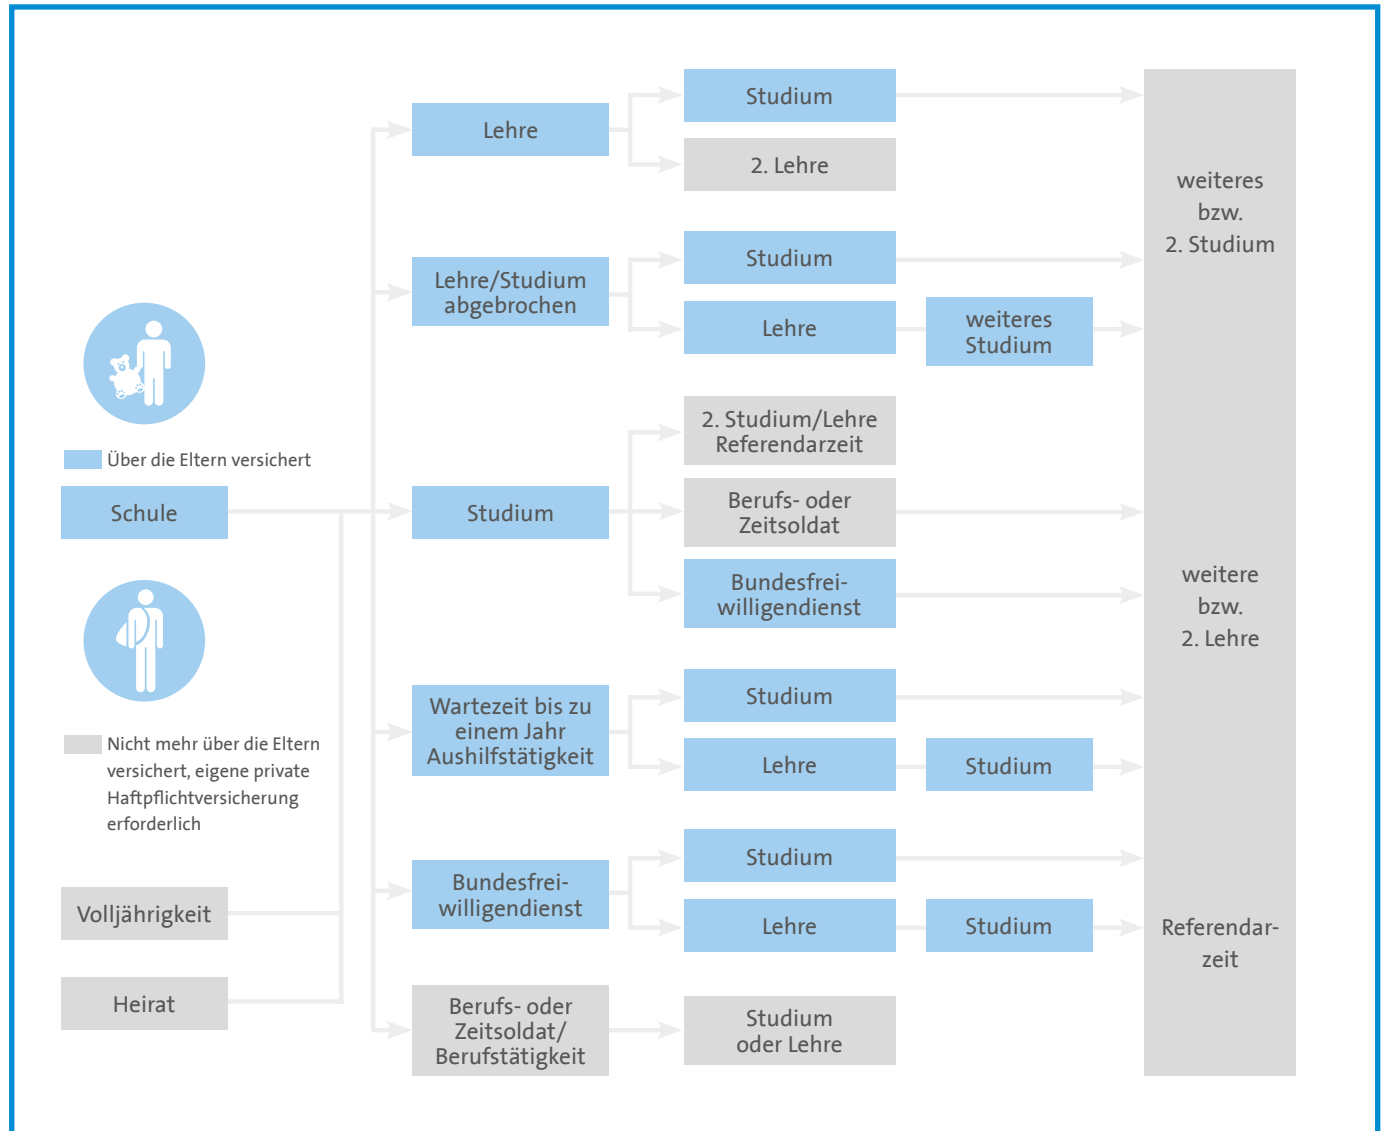 Über die Eltern versichert
Schule
Nicht mehr über die Eltern
versichert, eigene private
Haftpflichtversicherung
erforderlich
Volljährigkeit
Heirat
Lehre
Studium
2. Lehre
Lehre/Studium
abgebrochen
Studium
Lehre
weiteres
Studium
Studium
2. Studium/Lehre
Referendarzeit
Berufs- oder
Zeitsoldat
Bundesfrei-
willigendienst
Wartezeit bis zu
einem Jahr
Aushilfstätigkeit
Studium
Lehre
Studium
Bundesfrei-
willigendienst
Studium
Lehre
Studium
Berufs- oder
Zeitsoldat/
Berufstätigkeit
Studium
oder Lehre
weiteres
bzw.
2. Studium
weitere
bzw.
2. Lehre
Referendar-
zeit